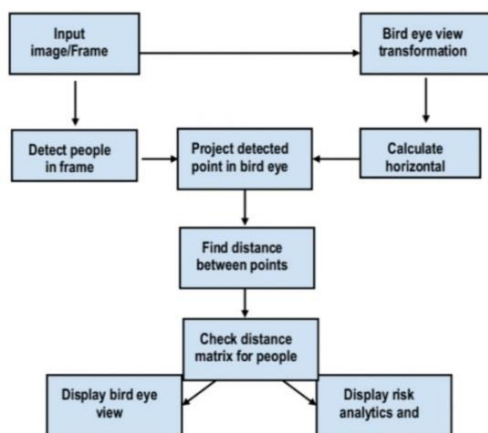 Input
image/Frame
Bird eye view
transformation
Detect people
in frame
Project detected
point in bird eye
Calculate
horizontal
Find distance
between points
Check distance
matrix for people
Display bird eye
view
Display risk
analytics and